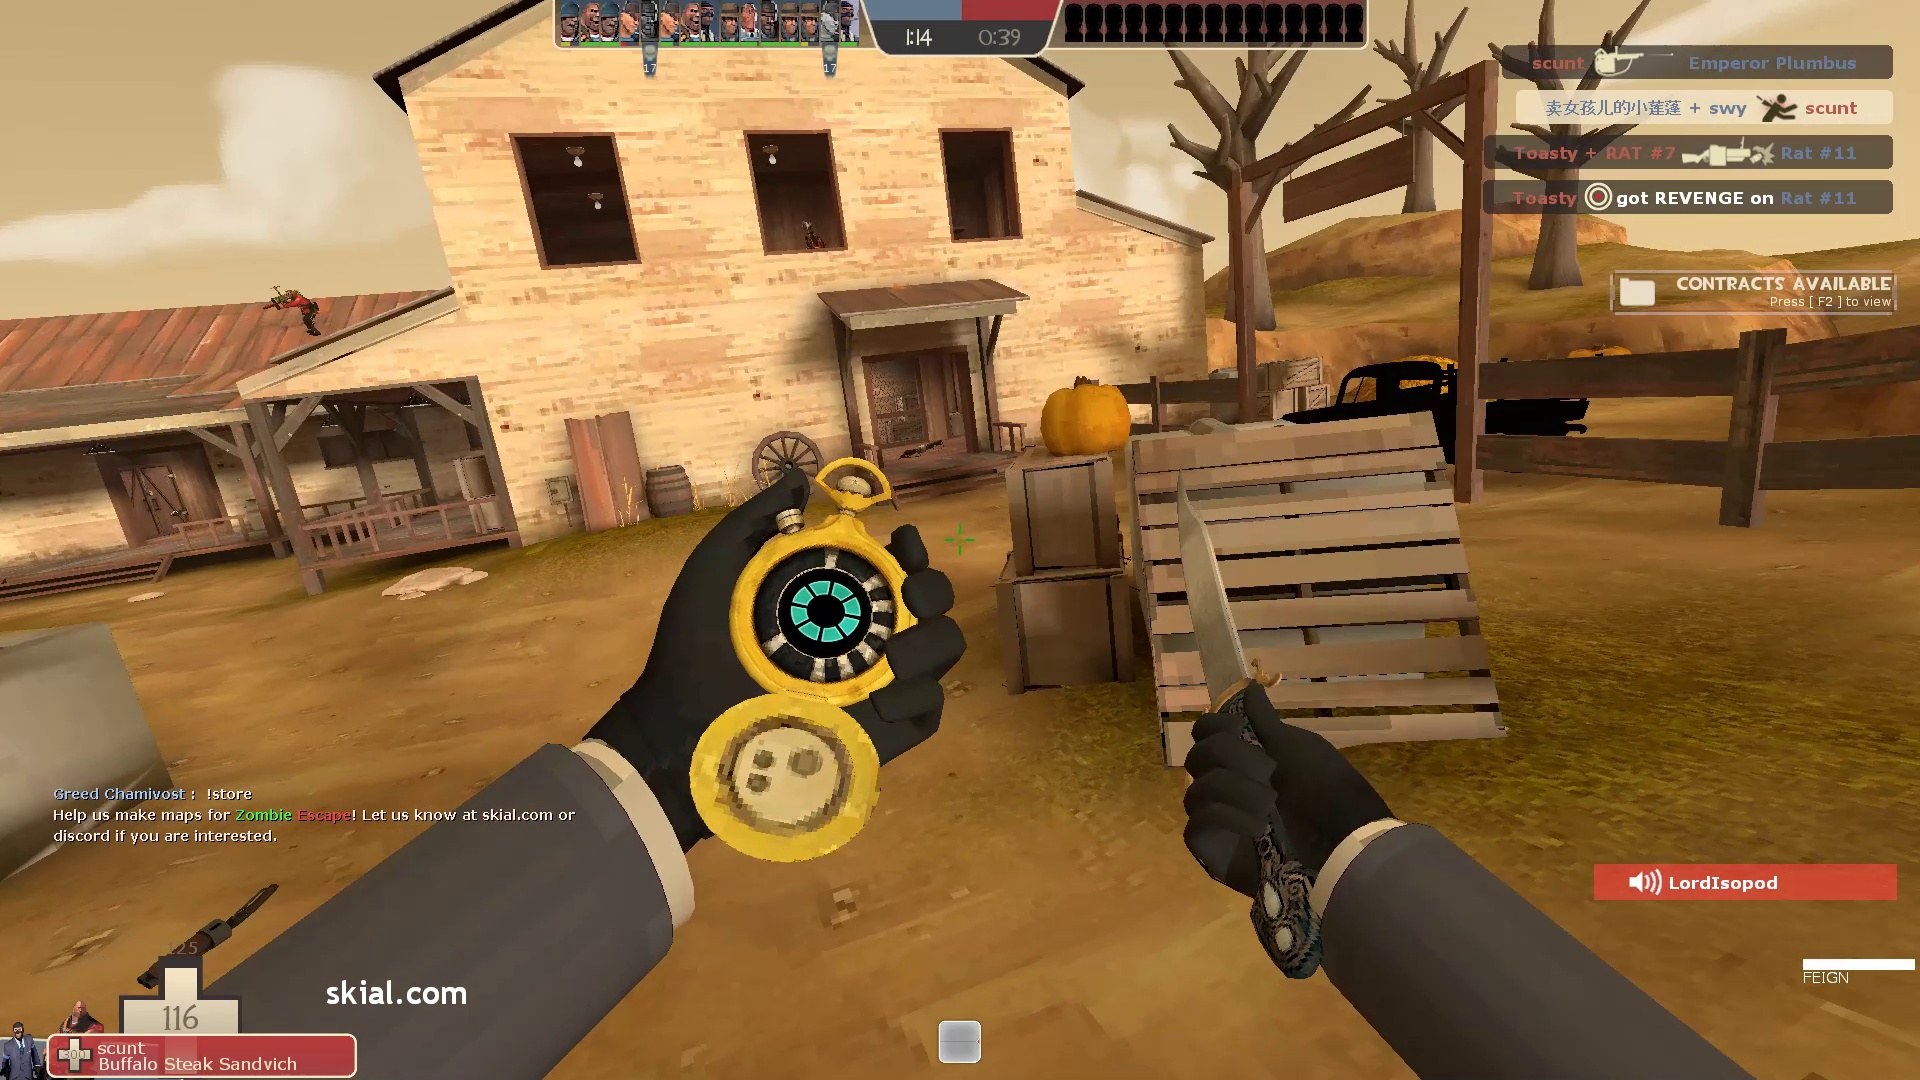 17
17
1:14
0:39
scunt Emperor Plumbus
卖女孩儿的小莲蓬 + swy scunt
Toasty + RAT #7 Rat #11
Toasty got REVENGE on Rat #11
CONTRACTS AVAILABLE
Press [ F2 ] to view
Greed Chamivost : !store
Help us make maps for Zombie Escape! Let us know at skial.com or
discord if you are interested.
LordIsopod
FEIGN
125
116
skial.com
300
scunt
Buffalo Steak Sandvich